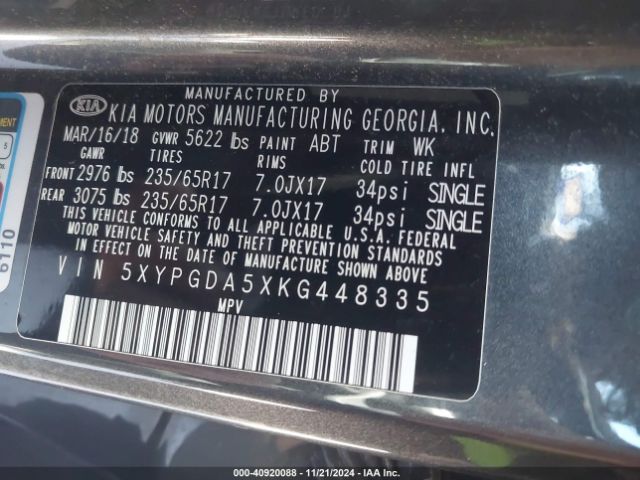 MANUFACTURED BY
KIA KIA MOTORS MANUFACTURING GEORGIA, INC.
MAR/16/18 GVWR 5622 lbs PAINT ABT TRIM WK
GAWR TIRES RIMS COLD TIRE INFL
FRONT 2976 lbs 235/65R17 7.0JX17 34psi SINGLE
REAR 3075 lbs 235/65R17 7.0JX17 34psi SINGLE
THIS VEHICLE CONFORMS TO ALL APPLICABLE U.S.A. FEDERAL
MOTOR VEHICLE SAFETY AND THEFT PREVENTION STANDARDS
IN EFFECT ON THE DATE OF MANUFACTURE SHOWN ABOVE
VIN 5XYPGDA5XKG448335
MPV
5
6110
000-40920088 - 11/21/2024 - IAA Inc.